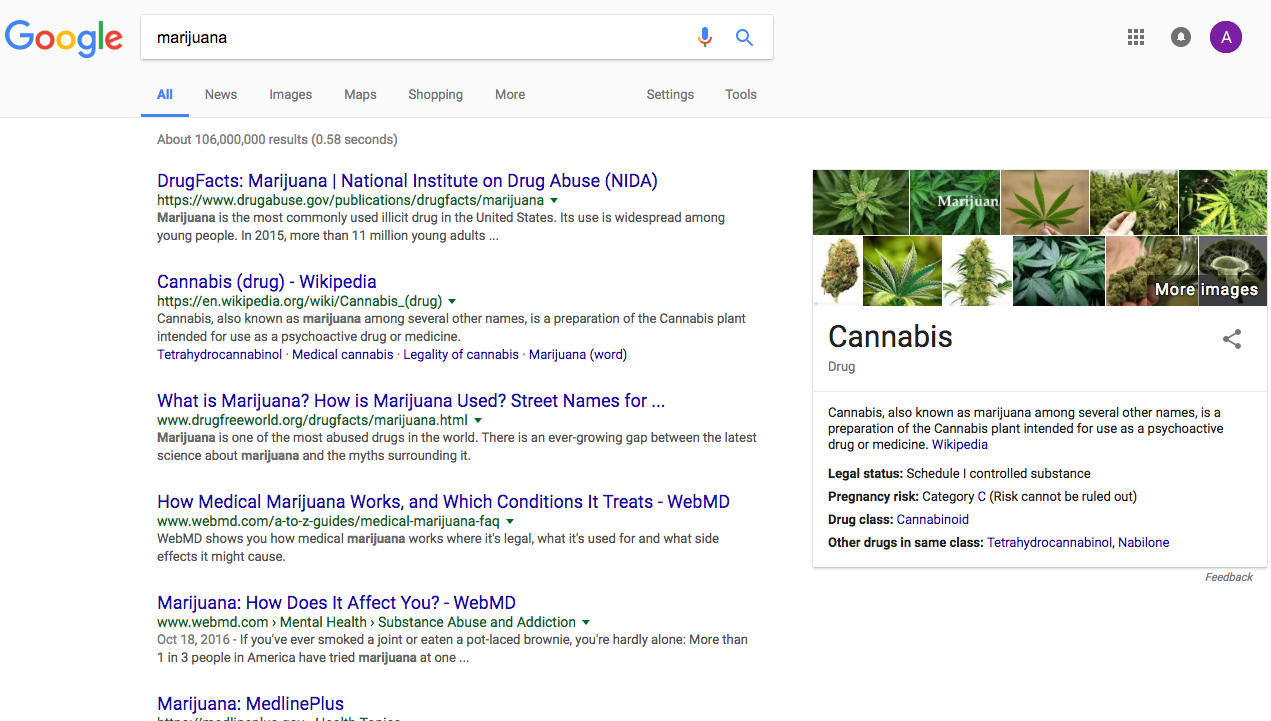 Google
marijuana
A
All News Images Maps Shopping More Settings Tools
About 106,000,000 results (0.58 seconds)
DrugFacts: Marijuana | National Institute on Drug Abuse (NIDA)
https://www.drugabuse.gov/publications/drugfacts/marijuana
Marijuana is the most commonly used illicit drug in the United States. Its use is widespread among
young people. In 2015, more than 11 million young adults ...
Cannabis (drug) - Wikipedia
https://en.wikipedia.org/wiki/Cannabis_(drug)
Cannabis, also known as marijuana among several other names, is a preparation of the Cannabis plant
intended for use as a psychoactive drug or medicine.
Tetrahydrocannabinol · Medical cannabis · Legality of cannabis · Marijuana (word)
What is Marijuana? How is Marijuana Used? Street Names for ...
www.drugfreeworld.org/drugfacts/marijuana.html
Marijuana is one of the most abused drugs in the world. There is an ever-growing gap between the latest
science about marijuana and the myths surrounding it.
How Medical Marijuana Works, and Which Conditions It Treats - WebMD
www.webmd.com/a-to-z-guides/medical-marijuana-faq
WebMD shows you how medical marijuana works where it's legal, what it's used for and what side
effects it might cause.
Marijuana: How Does It Affect You? - WebMD
www.webmd.com › Mental Health › Substance Abuse and Addiction
Oct 18, 2016 - If you've ever smoked a joint or eaten a pot-laced brownie, you're hardly alone: More than
1 in 3 people in America have tried marijuana at one ...
Marijuana: MedlinePlus
https://medlineplus.gov › Health Topics
Marijuan
More images
Cannabis
Drug
Cannabis, also known as marijuana among several other names, is a
preparation of the Cannabis plant intended for use as a psychoactive
drug or medicine. Wikipedia
Legal status: Schedule I controlled substance
Pregnancy risk: Category C (Risk cannot be ruled out)
Drug class: Cannabinoid
Other drugs in same class: Tetrahydrocannabinol, Nabilone
Feedback